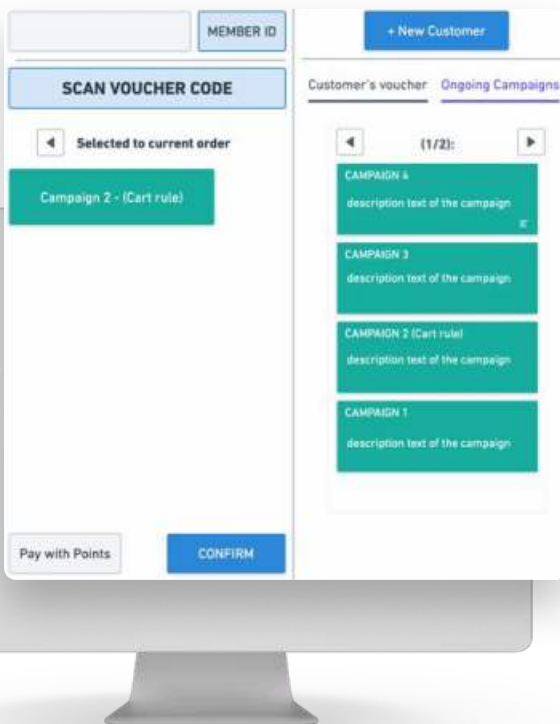 MEMBER ID
SCAN VOUCHER CODE
Selected to current order
Campaign 2 - (Cart rule)
Pay with Points
CONFIRM
+ New Customer
Customer's voucher
Ongoing Campaigns
(1/2):
CAMPAIGN 4
description text of the campaign
CAMPAIGN 3
description text of the campaign
CAMPAIGN 2 (Cart rule)
description text of the campaign
CAMPAIGN 1
description text of the campaign